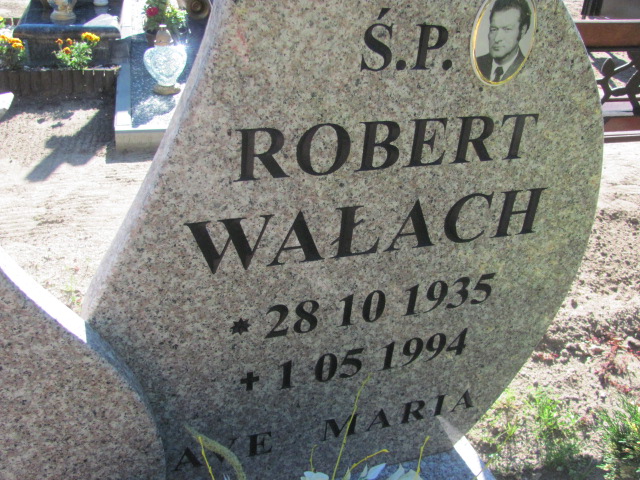 Ś.P.
ROBERT
WAŁACH
* 28 10 1935
+ 1 05 1994
AVE MARIA